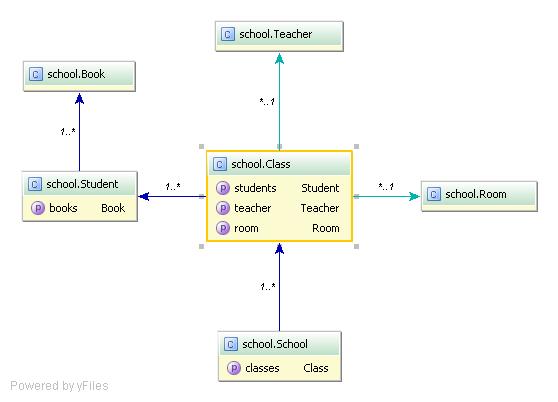 C school.Teacher
C school.Book
*..1
1..*
C school.Class
C school.Student
1..*
p students Student
*..1
C school.Room
p books Book
p teacher Teacher
p room Room
1..*
C school.School
p classes Class
Powered by yFiles